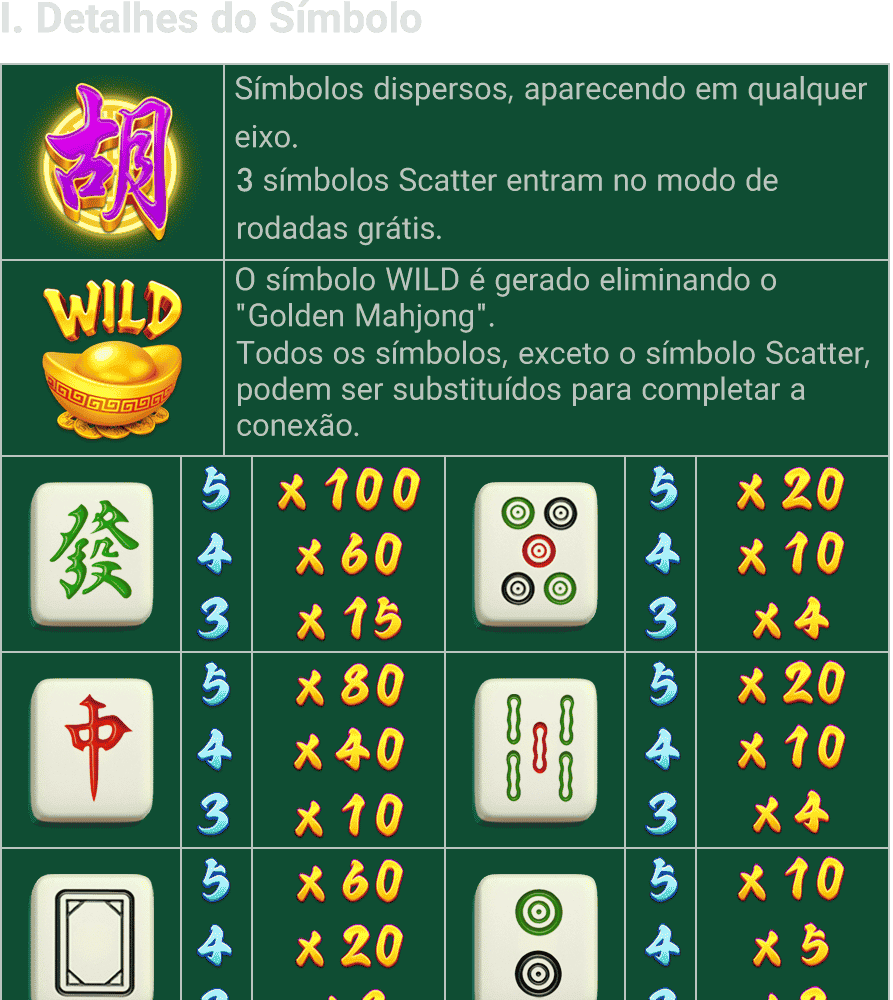 I. Detalhes do Símbolo
胡
Símbolos dispersos, aparecendo em qualquer
eixo.
3 símbolos Scatter entram no modo de
rodadas grátis.
WILD
O símbolo WILD é gerado eliminando o
"Golden Mahjong".
Todos os símbolos, exceto o símbolo Scatter,
podem ser substituídos para completar a
conexão.
發
5 x 100
4 x 60
3 x 15
5 x 20
4 x 10
3 x 4
中
5 x 80
4 x 40
3 x 10
5 x 20
4 x 10
3 x 4
5 x 60
4 x 20
5 x 10
4 x 5